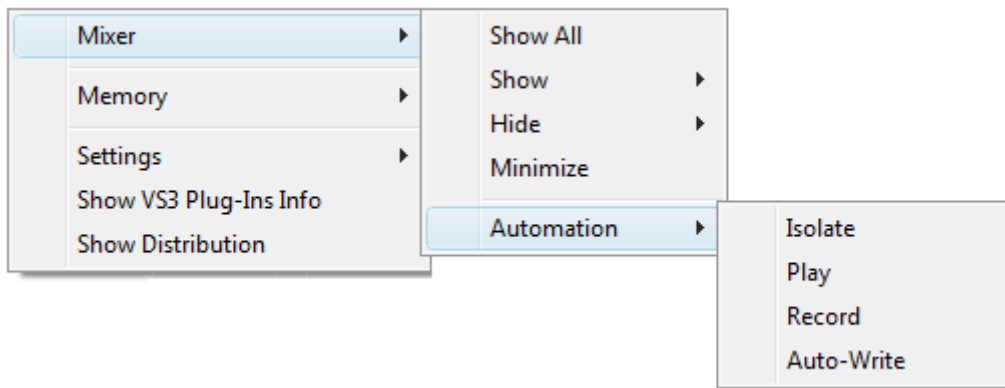 Mixer
Memory
Settings
Show VS3 Plug-Ins Info
Show Distribution
Show All
Show
Hide
Minimize
Automation
Isolate
Play
Record
Auto-Write